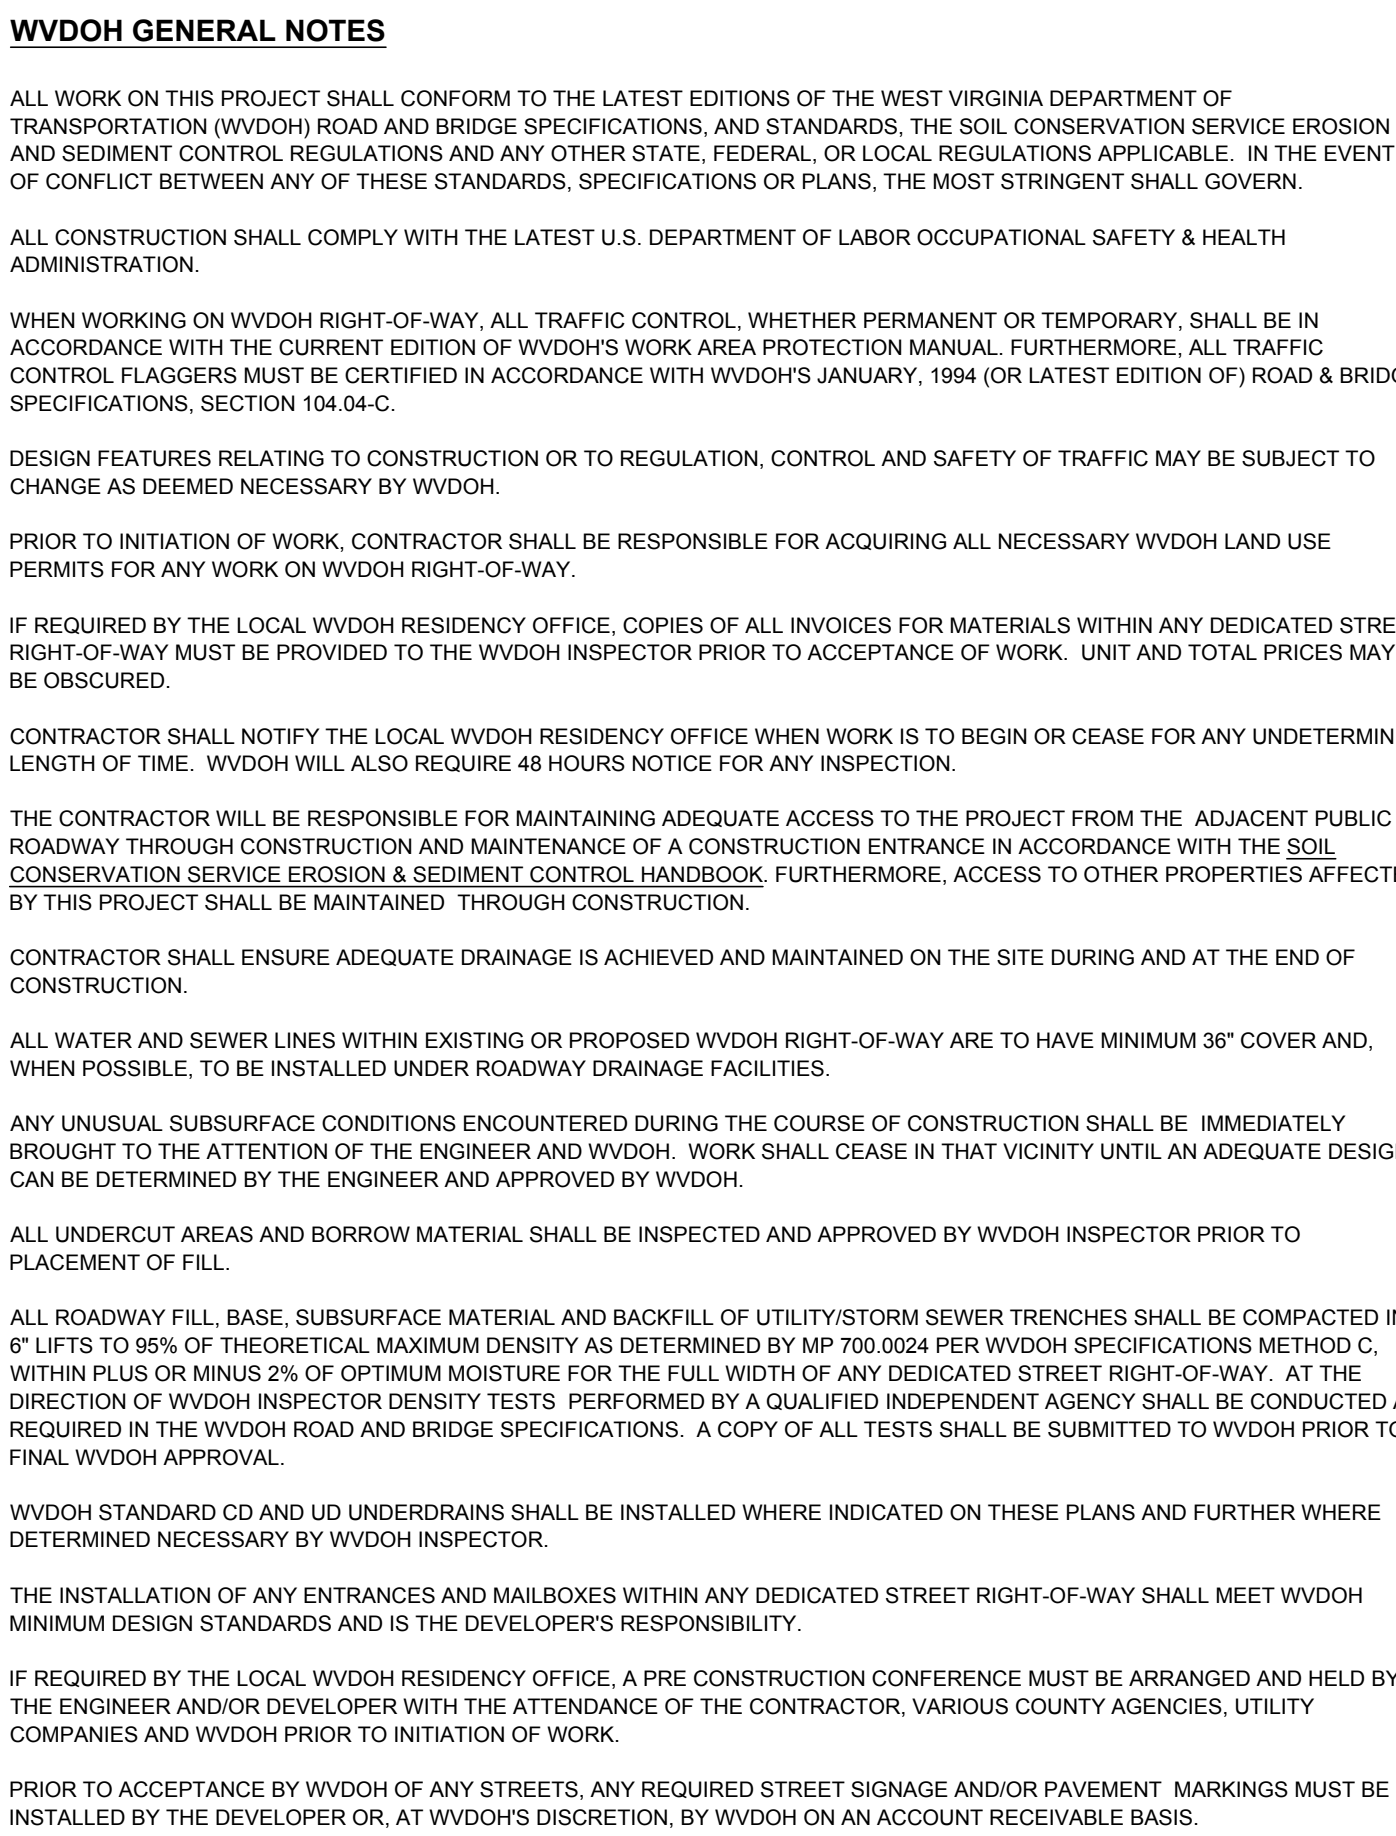 WVDOH GENERAL NOTES
ALL WORK ON THIS PROJECT SHALL CONFORM TO THE LATEST EDITIONS OF THE WEST VIRGINIA DEPARTMENT OF
TRANSPORTATION (WVDOH) ROAD AND BRIDGE SPECIFICATIONS, AND STANDARDS, THE SOIL CONSERVATION SERVICE EROSION
AND SEDIMENT CONTROL REGULATIONS AND ANY OTHER STATE, FEDERAL, OR LOCAL REGULATIONS APPLICABLE.  IN THE EVENT
OF CONFLICT BETWEEN ANY OF THESE STANDARDS, SPECIFICATIONS OR PLANS, THE MOST STRINGENT SHALL GOVERN.
ALL CONSTRUCTION SHALL COMPLY WITH THE LATEST U.S. DEPARTMENT OF LABOR OCCUPATIONAL SAFETY & HEALTH
ADMINISTRATION.
WHEN WORKING ON WVDOH RIGHT-OF-WAY, ALL TRAFFIC CONTROL, WHETHER PERMANENT OR TEMPORARY, SHALL BE IN
ACCORDANCE WITH THE CURRENT EDITION OF WVDOH'S WORK AREA PROTECTION MANUAL. FURTHERMORE, ALL TRAFFIC
CONTROL FLAGGERS MUST BE CERTIFIED IN ACCORDANCE WITH WVDOH'S JANUARY, 1994 (OR LATEST EDITION OF) ROAD & BRIDG
SPECIFICATIONS, SECTION 104.04-C.
DESIGN FEATURES RELATING TO CONSTRUCTION OR TO REGULATION, CONTROL AND SAFETY OF TRAFFIC MAY BE SUBJECT TO
CHANGE AS DEEMED NECESSARY BY WVDOH.
PRIOR TO INITIATION OF WORK, CONTRACTOR SHALL BE RESPONSIBLE FOR ACQUIRING ALL NECESSARY WVDOH LAND USE
PERMITS FOR ANY WORK ON WVDOH RIGHT-OF-WAY.
IF REQUIRED BY THE LOCAL WVDOH RESIDENCY OFFICE, COPIES OF ALL INVOICES FOR MATERIALS WITHIN ANY DEDICATED STRE
RIGHT-OF-WAY MUST BE PROVIDED TO THE WVDOH INSPECTOR PRIOR TO ACCEPTANCE OF WORK.  UNIT AND TOTAL PRICES MAY
BE OBSCURED.
CONTRACTOR SHALL NOTIFY THE LOCAL WVDOH RESIDENCY OFFICE WHEN WORK IS TO BEGIN OR CEASE FOR ANY UNDETERMIN
LENGTH OF TIME.  WVDOH WILL ALSO REQUIRE 48 HOURS NOTICE FOR ANY INSPECTION.
THE CONTRACTOR WILL BE RESPONSIBLE FOR MAINTAINING ADEQUATE ACCESS TO THE PROJECT FROM THE  ADJACENT PUBLIC
ROADWAY THROUGH CONSTRUCTION AND MAINTENANCE OF A CONSTRUCTION ENTRANCE IN ACCORDANCE WITH THE SOIL
CONSERVATION SERVICE EROSION & SEDIMENT CONTROL HANDBOOK. FURTHERMORE, ACCESS TO OTHER PROPERTIES AFFECT
BY THIS PROJECT SHALL BE MAINTAINED  THROUGH CONSTRUCTION.
CONTRACTOR SHALL ENSURE ADEQUATE DRAINAGE IS ACHIEVED AND MAINTAINED ON THE SITE DURING AND AT THE END OF
CONSTRUCTION.
ALL WATER AND SEWER LINES WITHIN EXISTING OR PROPOSED WVDOH RIGHT-OF-WAY ARE TO HAVE MINIMUM 36" COVER AND,
WHEN POSSIBLE, TO BE INSTALLED UNDER ROADWAY DRAINAGE FACILITIES.
ANY UNUSUAL SUBSURFACE CONDITIONS ENCOUNTERED DURING THE COURSE OF CONSTRUCTION SHALL BE  IMMEDIATELY
BROUGHT TO THE ATTENTION OF THE ENGINEER AND WVDOH.  WORK SHALL CEASE IN THAT VICINITY UNTIL AN ADEQUATE DESIG
CAN BE DETERMINED BY THE ENGINEER AND APPROVED BY WVDOH.
ALL UNDERCUT AREAS AND BORROW MATERIAL SHALL BE INSPECTED AND APPROVED BY WVDOH INSPECTOR PRIOR TO
PLACEMENT OF FILL.
ALL ROADWAY FILL, BASE, SUBSURFACE MATERIAL AND BACKFILL OF UTILITY/STORM SEWER TRENCHES SHALL BE COMPACTED IN
6" LIFTS TO 95% OF THEORETICAL MAXIMUM DENSITY AS DETERMINED BY MP 700.0024 PER WVDOH SPECIFICATIONS METHOD C,
WITHIN PLUS OR MINUS 2% OF OPTIMUM MOISTURE FOR THE FULL WIDTH OF ANY DEDICATED STREET RIGHT-OF-WAY.  AT THE
DIRECTION OF WVDOH INSPECTOR DENSITY TESTS  PERFORMED BY A QUALIFIED INDEPENDENT AGENCY SHALL BE CONDUCTED A
REQUIRED IN THE WVDOH ROAD AND BRIDGE SPECIFICATIONS.  A COPY OF ALL TESTS SHALL BE SUBMITTED TO WVDOH PRIOR TO
FINAL WVDOH APPROVAL.
WVDOH STANDARD CD AND UD UNDERDRAINS SHALL BE INSTALLED WHERE INDICATED ON THESE PLANS AND FURTHER WHERE
DETERMINED NECESSARY BY WVDOH INSPECTOR.
THE INSTALLATION OF ANY ENTRANCES AND MAILBOXES WITHIN ANY DEDICATED STREET RIGHT-OF-WAY SHALL MEET WVDOH
MINIMUM DESIGN STANDARDS AND IS THE DEVELOPER'S RESPONSIBILITY.
IF REQUIRED BY THE LOCAL WVDOH RESIDENCY OFFICE, A PRE CONSTRUCTION CONFERENCE MUST BE ARRANGED AND HELD BY
THE ENGINEER AND/OR DEVELOPER WITH THE ATTENDANCE OF THE CONTRACTOR, VARIOUS COUNTY AGENCIES, UTILITY
COMPANIES AND WVDOH PRIOR TO INITIATION OF WORK.
PRIOR TO ACCEPTANCE BY WVDOH OF ANY STREETS, ANY REQUIRED STREET SIGNAGE AND/OR PAVEMENT  MARKINGS MUST BE
INSTALLED BY THE DEVELOPER OR, AT WVDOH'S DISCRETION, BY WVDOH ON AN ACCOUNT RECEIVABLE BASIS.